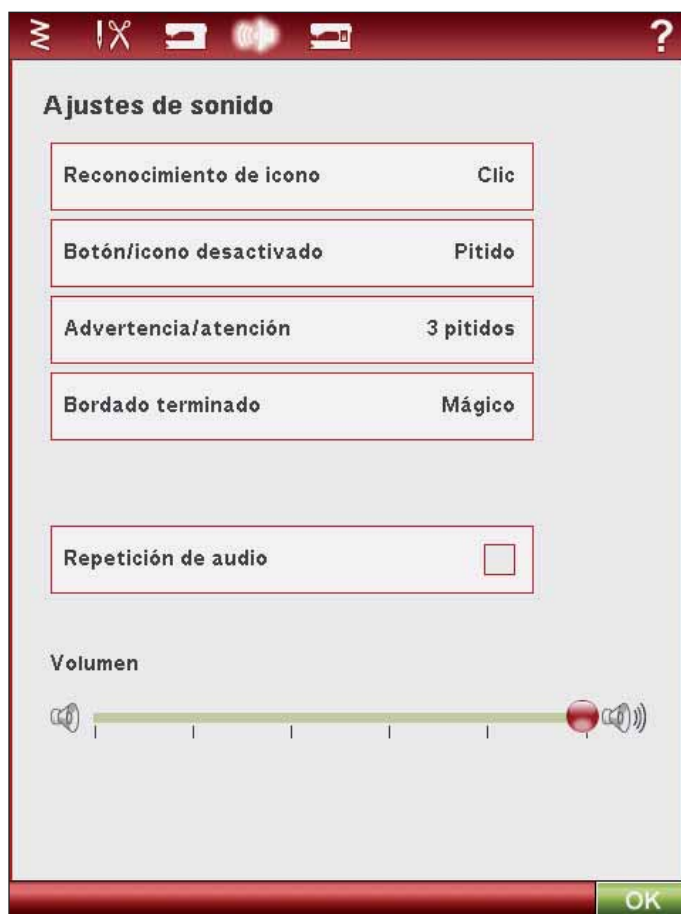 ?
Ajustes de sonido
Reconocimiento de icono Clic
Botón/icono desactivado Pitido
Advertencia/atención 3 pitidos
Bordado terminado Mágico
Repetición de audio
Volumen
OK